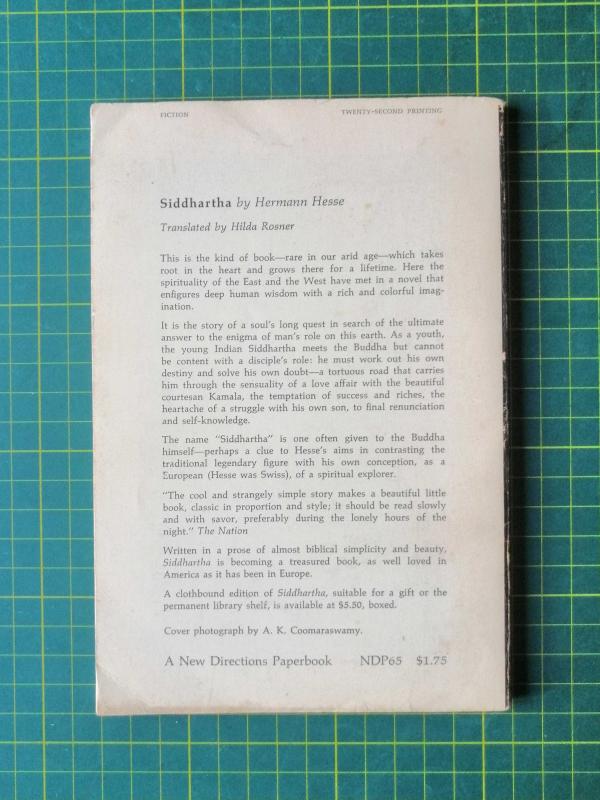 FICTION
TWENTY-SECOND PRINTING
Siddhartha by Hermann Hesse
Translated by Hilda Rosner
This is the kind of book—rare in our arid age—which takes
root in the heart and grows there for a lifetime. Here the
spirituality of the East and the West have met in a novel that
enfigures deep human wisdom with a rich and colorful imag-
ination.
It is the story of a soul's long quest in search of the ultimate
answer to the enigma of man's role on this earth. As a youth,
the young Indian Siddhartha meets the Buddha but cannot
be content with a disciple's role: he must work out his own
destiny and solve his own doubt—a tortuous road that carries
him through the sensuality of a love affair with the beautiful
courtesan Kamala, the temptation of success and riches, the
heartache of a struggle with his own son, to final renunciation
and self-knowledge.
The name "Siddhartha" is one often given to the Buddha
himself—perhaps a clue to Hesse's aims in contrasting the
traditional legendary figure with his own conception, as a
European (Hesse was Swiss), of a spiritual explorer.
"The cool and strangely simple story makes a beautiful little
book, classic in proportion and style; it should be read slowly
and with savor, preferably during the lonely hours of the
night." The Nation
Written in a prose of almost biblical simplicity and beauty,
Siddhartha is becoming a treasured book, as well loved in
America as it has been in Europe.
A clothbound edition of Siddhartha, suitable for a gift or the
permanent library shelf, is available at $5.50, boxed.
Cover photograph by A. K. Coomaraswamy.
A New Directions Paperbook NDP65 $1.75